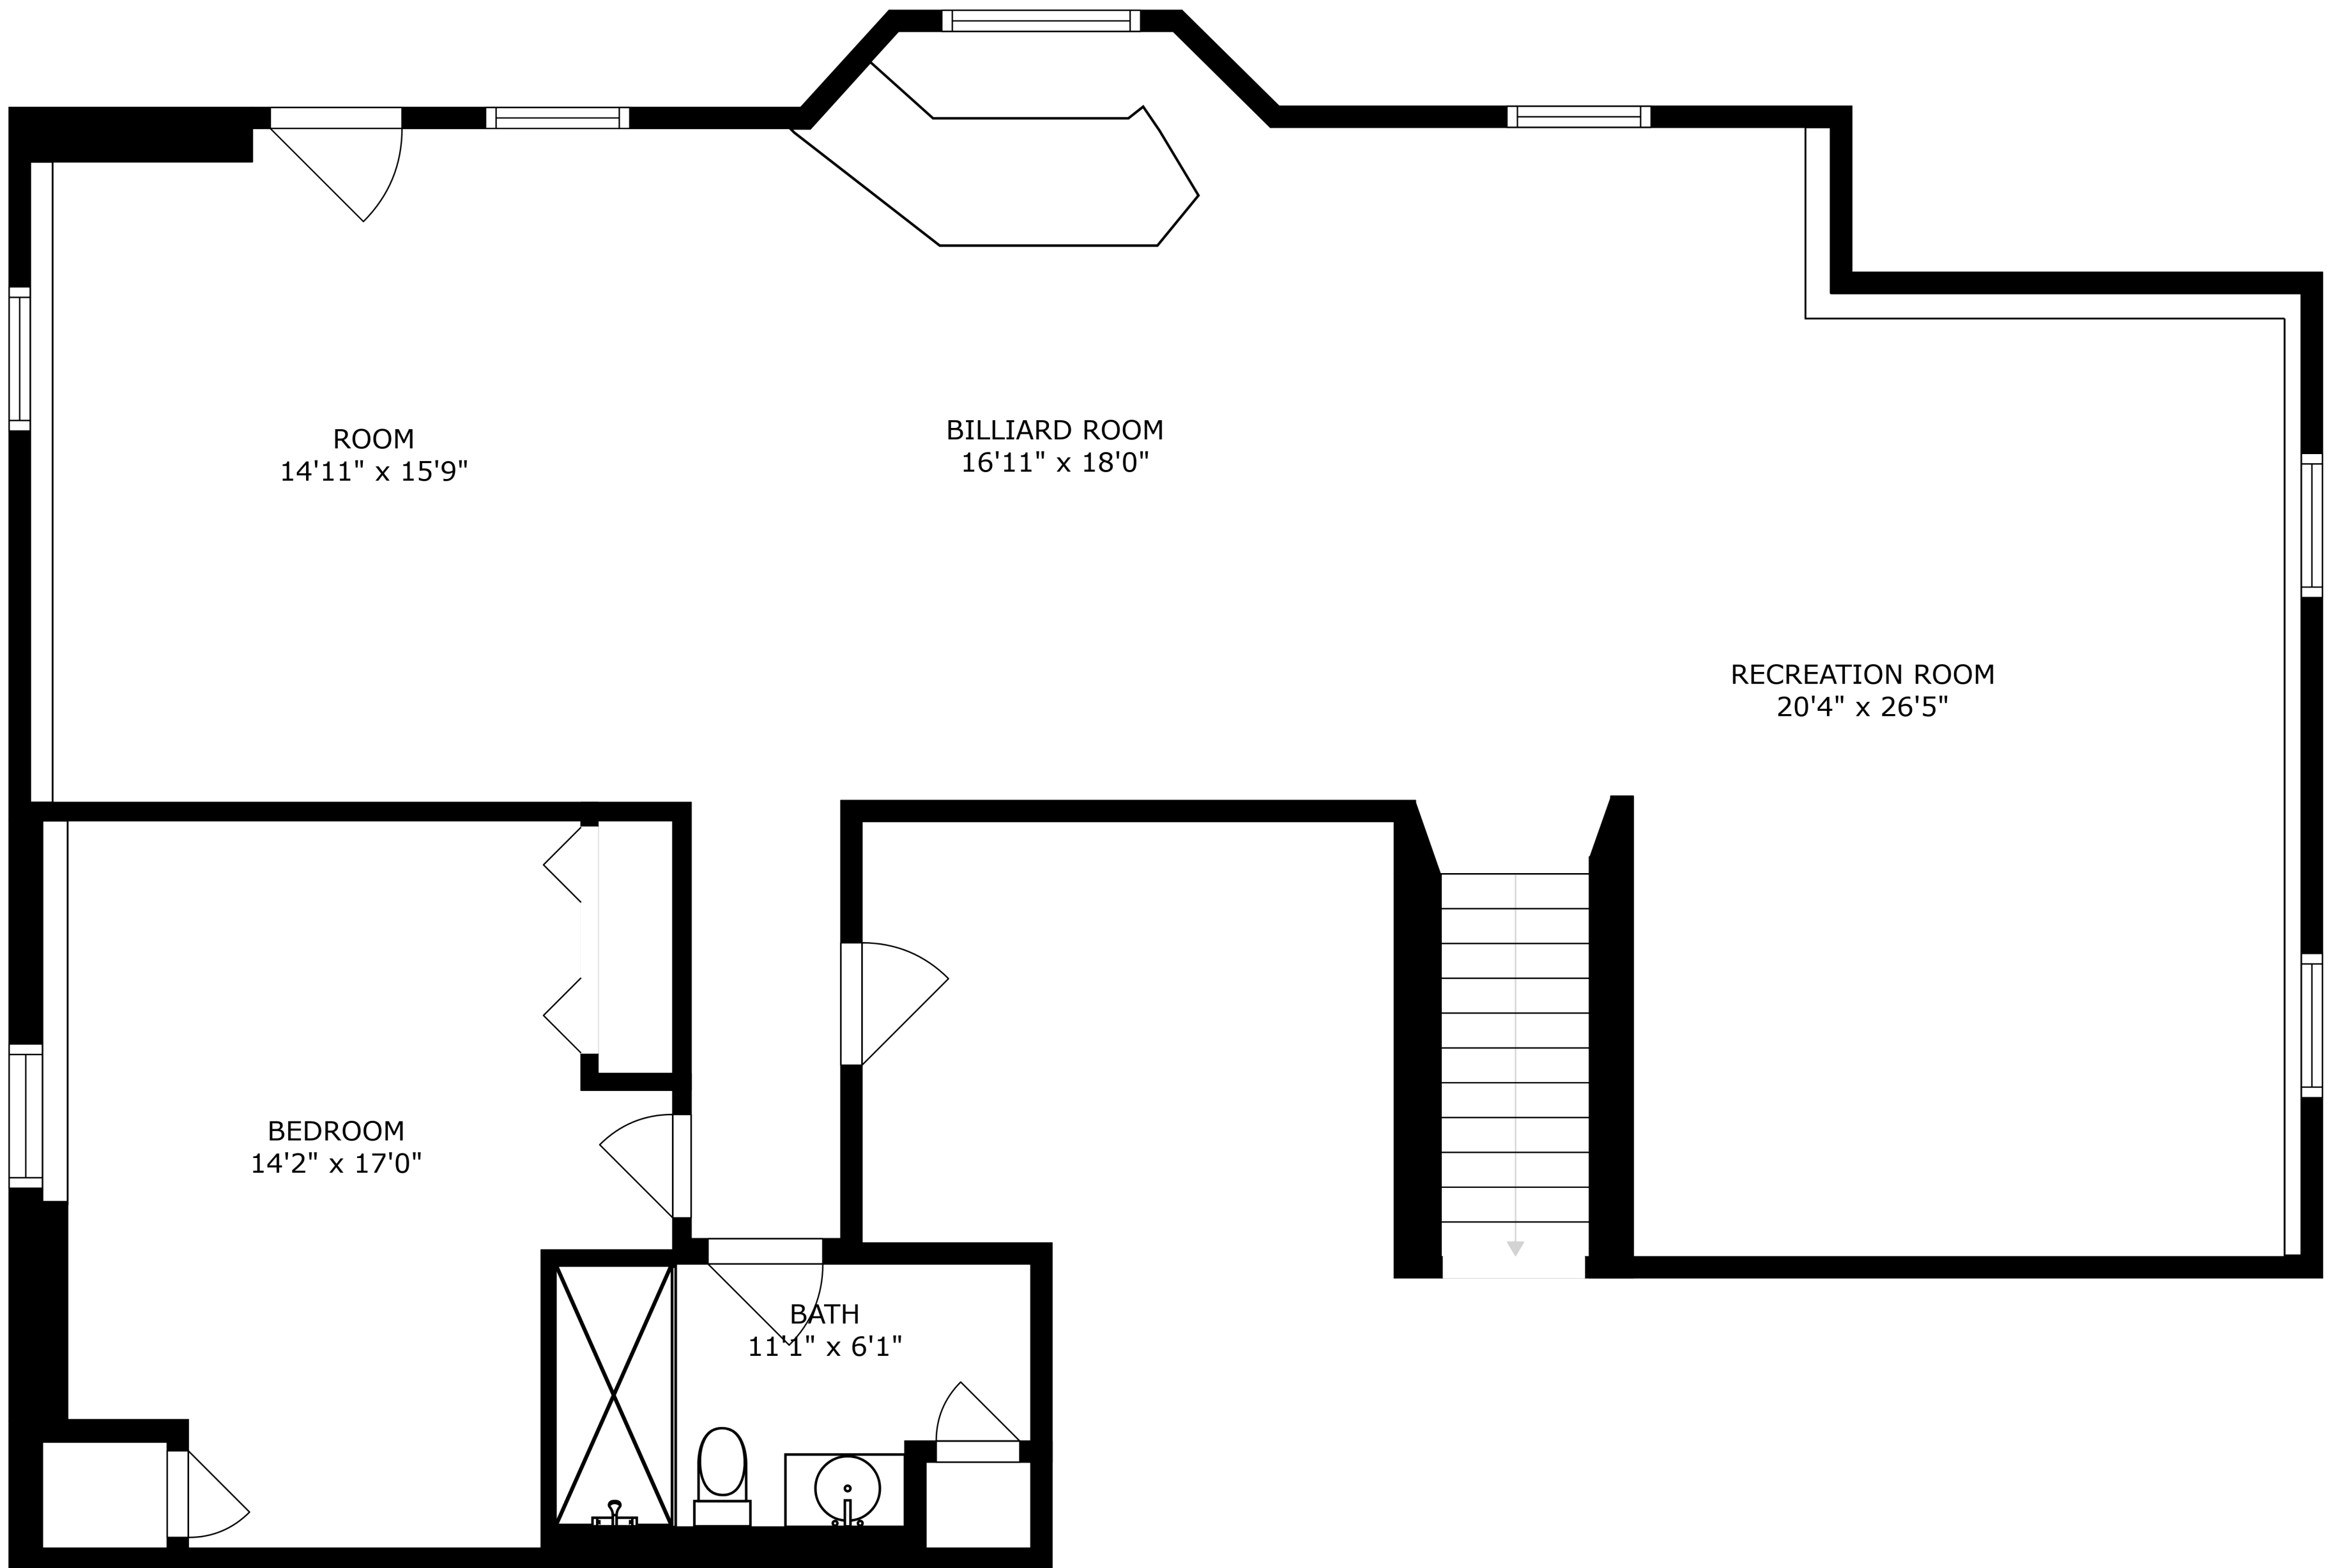 ROOM
14'11" x 15'9"
BILLIARD ROOM
16'11" x 18'0"
RECREATION ROOM
20'4" x 26'5"
BEDROOM
14'2" x 17'0"
BATH
11'1" x 6'1"